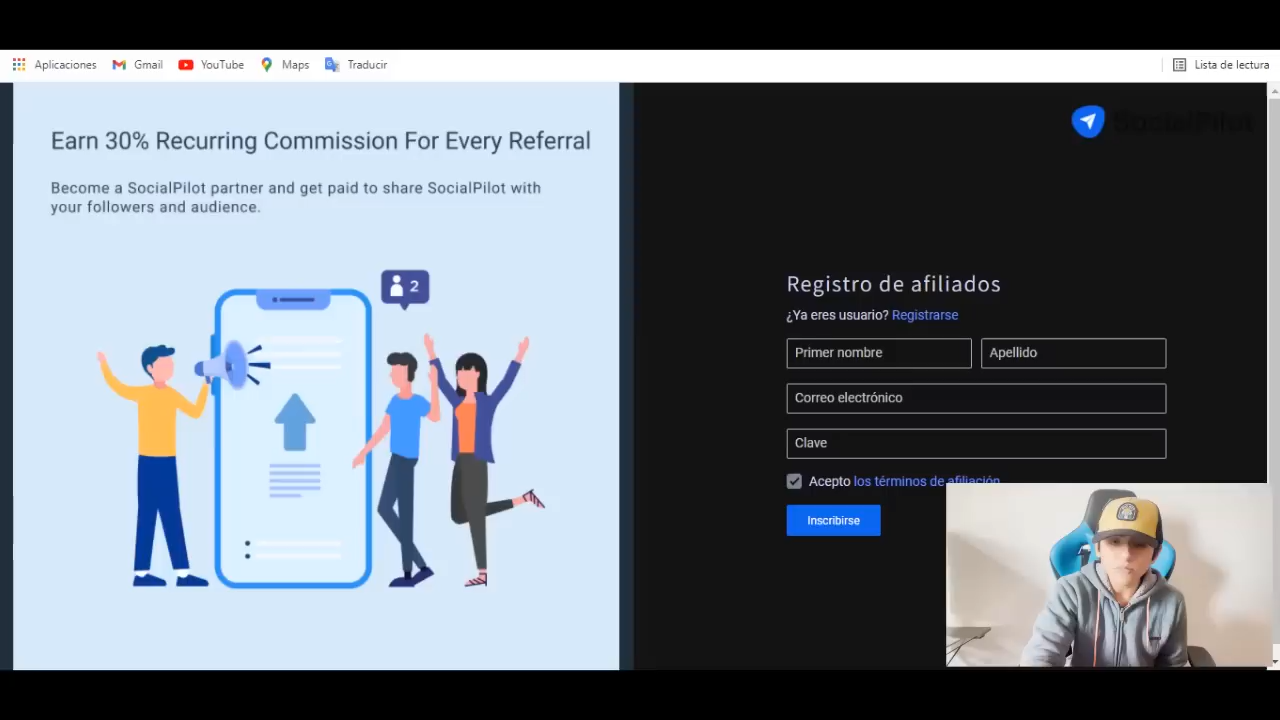 Aplicaciones Gmail YouTube Maps Traducir Lista de lectura
Earn 30% Recurring Commission For Every Referral
Become a SocialPilot partner and get paid to share SocialPilot with
your followers and audience.
2
SocialPilot
Registro de afiliados
¿Ya eres usuario? Registrarse
Primer nombre Apellido
Correo electrónico
Clave
Acepto los términos de afiliación
Inscribirse